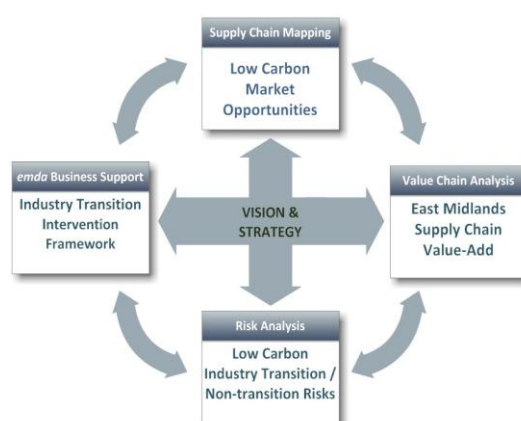 Supply Chain Mapping
Low Carbon
Market
Opportunities
emda Business Support
Industry Transition
Intervention
Framework
VISION &
STRATEGY
Value Chain Analysis
East Midlands
Supply Chain
Value-Add
Risk Analysis
Low Carbon
Industry Transition /
Non-transition Risks